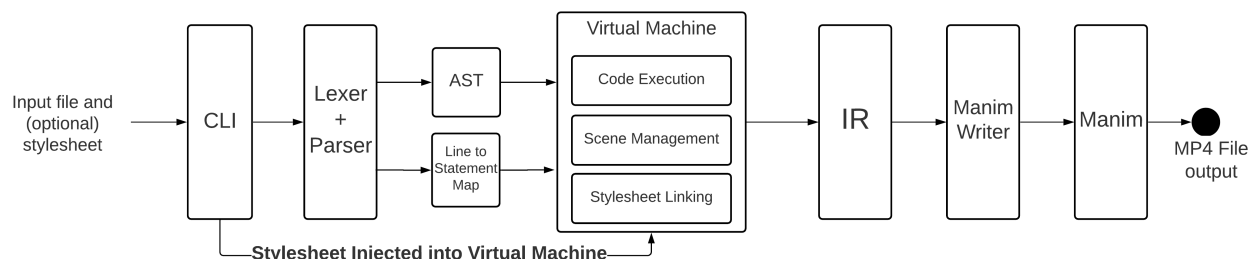 Input file and
(optional)
stylesheet
CLI
Lexer
+
Parser
AST
Line to
Statement
Map
Virtual Machine
Code Execution
Scene Management
Stylesheet Linking
IR
Manim
Writer
Manim
MP4 File
output
Stylesheet Injected into Virtual Machine